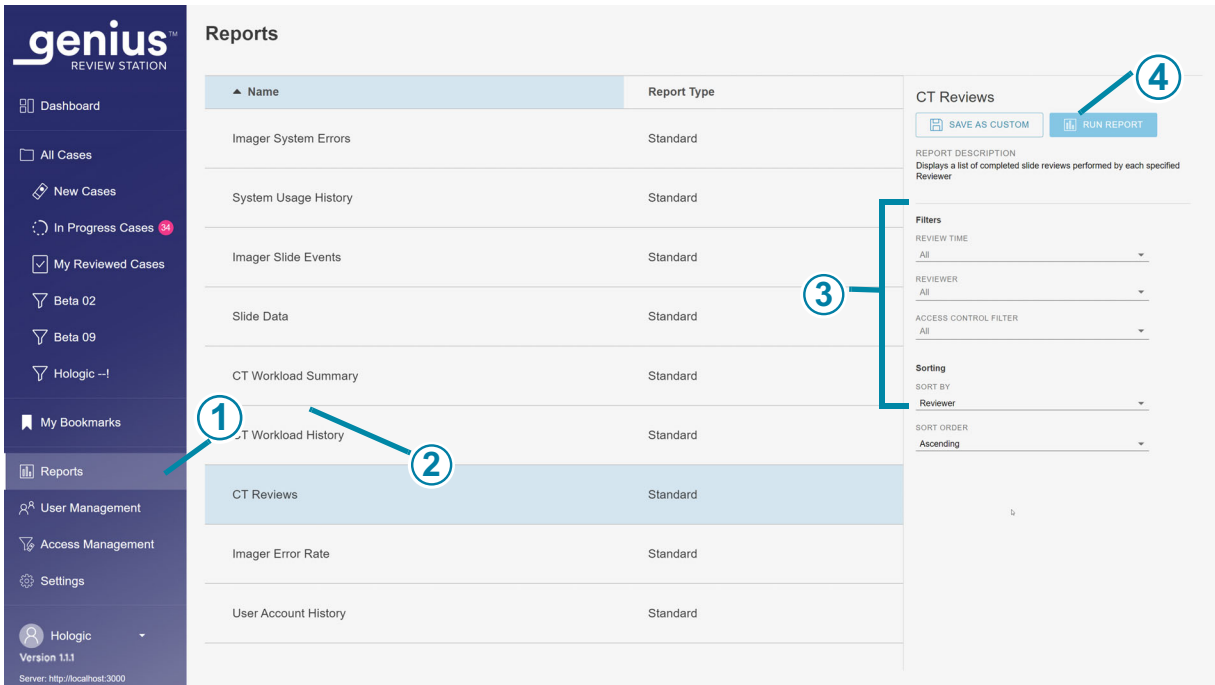 genius™
REVIEW STATION
Dashboard
All Cases
New Cases
In Progress Cases 34
My Reviewed Cases
Beta 02
Beta 09
Hologic --!
My Bookmarks
Reports
User Management
Access Management
Settings
Hologic
Version 1.1.1
Server: http://localhost:3000
Reports
Name Report Type
Imager System Errors Standard
System Usage History Standard
Imager Slide Events Standard
Slide Data Standard
CT Workload Summary Standard
CT Workload History Standard
CT Reviews Standard
Imager Error Rate Standard
User Account History Standard
1
2
3
4
CT Reviews
SAVE AS CUSTOM RUN REPORT
REPORT DESCRIPTION
Displays a list of completed slide reviews performed by each specified
Reviewer
Filters
REVIEW TIME
All
REVIEWER
All
ACCESS CONTROL FILTER
All
Sorting
SORT BY
Reviewer
SORT ORDER
Ascending